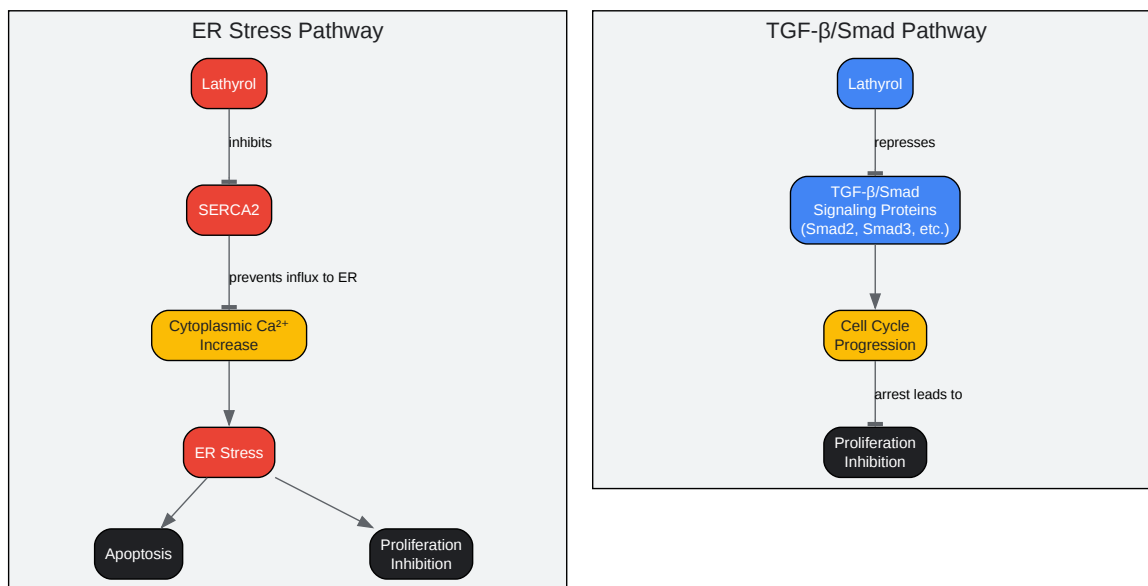 ER Stress Pathway
Lathyrol
inhibits
SERCA2
prevents influx to ER
Cytoplasmic Ca²⁺
Increase
ER Stress
Apoptosis
Proliferation
Inhibition
TGF-β/Smad Pathway
Lathyrol
represses
TGF-β/Smad
Signaling Proteins
(Smad2, Smad3, etc.)
Cell Cycle
Progression
arrest leads to
Proliferation
Inhibition